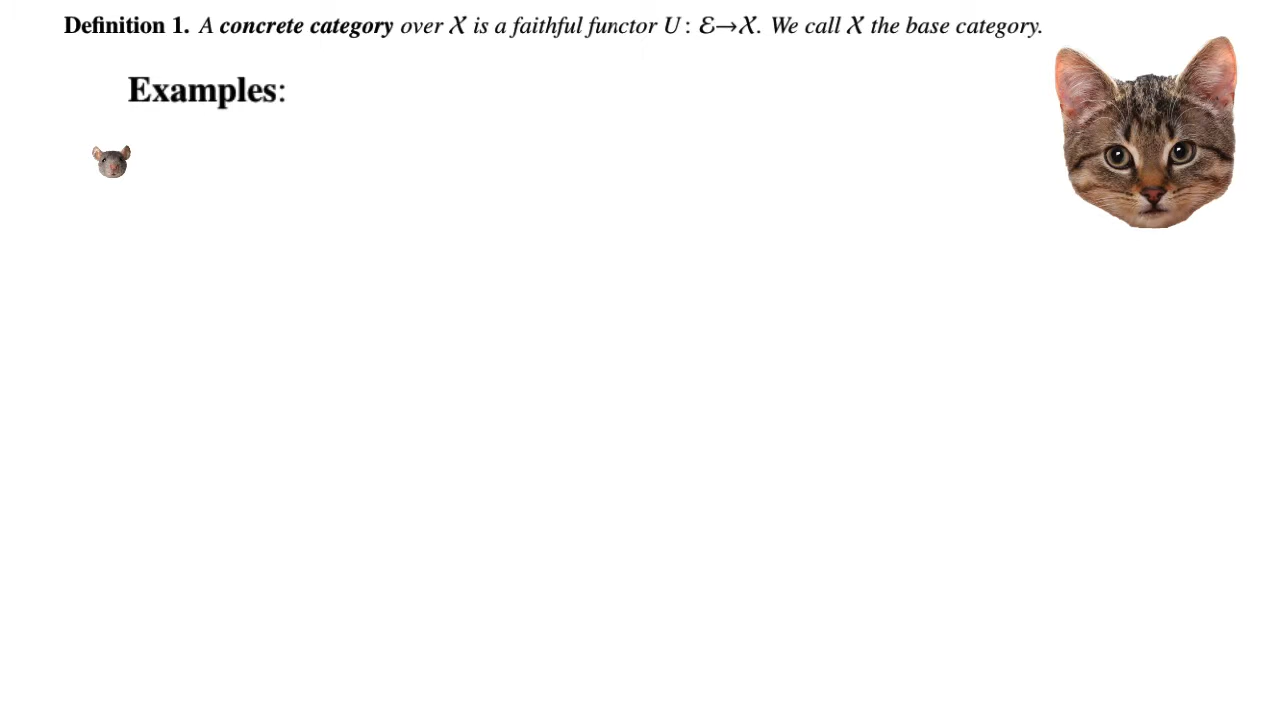 Definition 1. A concrete category over X is a faithful functor U : ℰ→X. We call X the base category.
Examples: